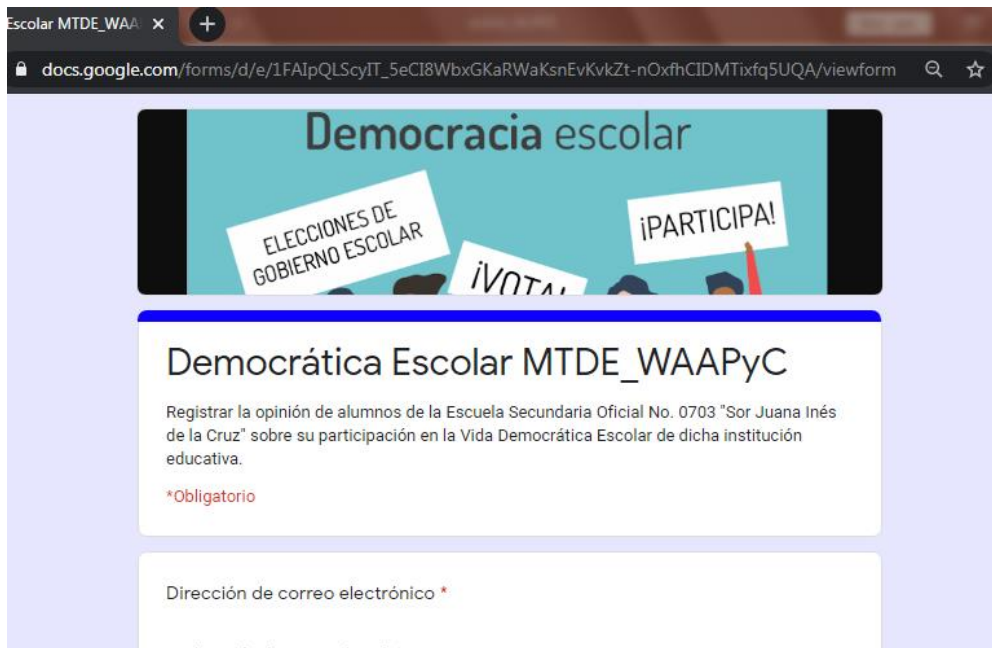 Escolar MTDE_WAA
docs.google.com/forms/d/e/1FAIpQLScyIT_5eCI8WbxGKaRWaKsnEvKvkZt-nOxfhCIDMTixfq5UQA/viewform
Democracia escolar
ELECCIONES DE
GOBIERNO ESCOLAR
¡VOTA!
¡PARTICIPA!
Democrática Escolar MTDE_WAAPyC
Registrar la opinión de alumnos de la Escuela Secundaria Oficial No. 0703 "Sor Juana Inés
de la Cruz" sobre su participación en la Vida Democrática Escolar de dicha institución
educativa.
*Obligatorio
Dirección de correo electrónico *